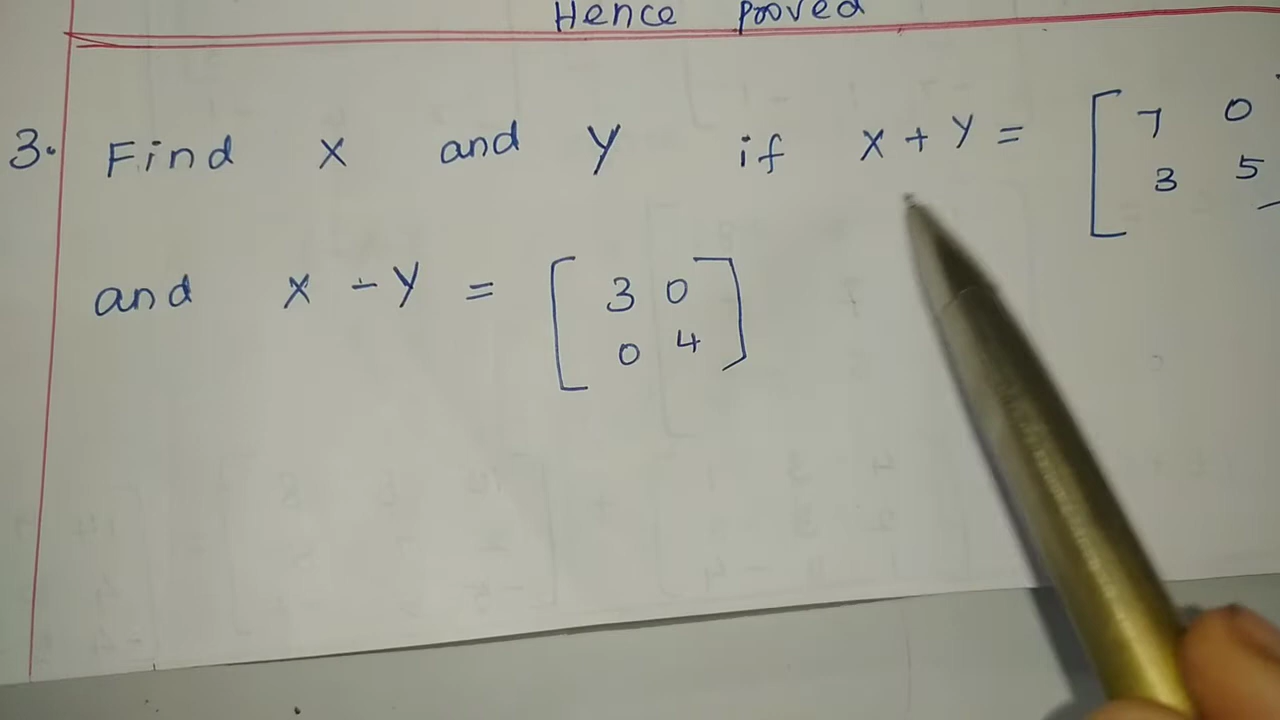 Hence proved
3. Find X and Y if X + Y = [ 7 0
3 5
and X - Y = [ 3 0 ]
0 4